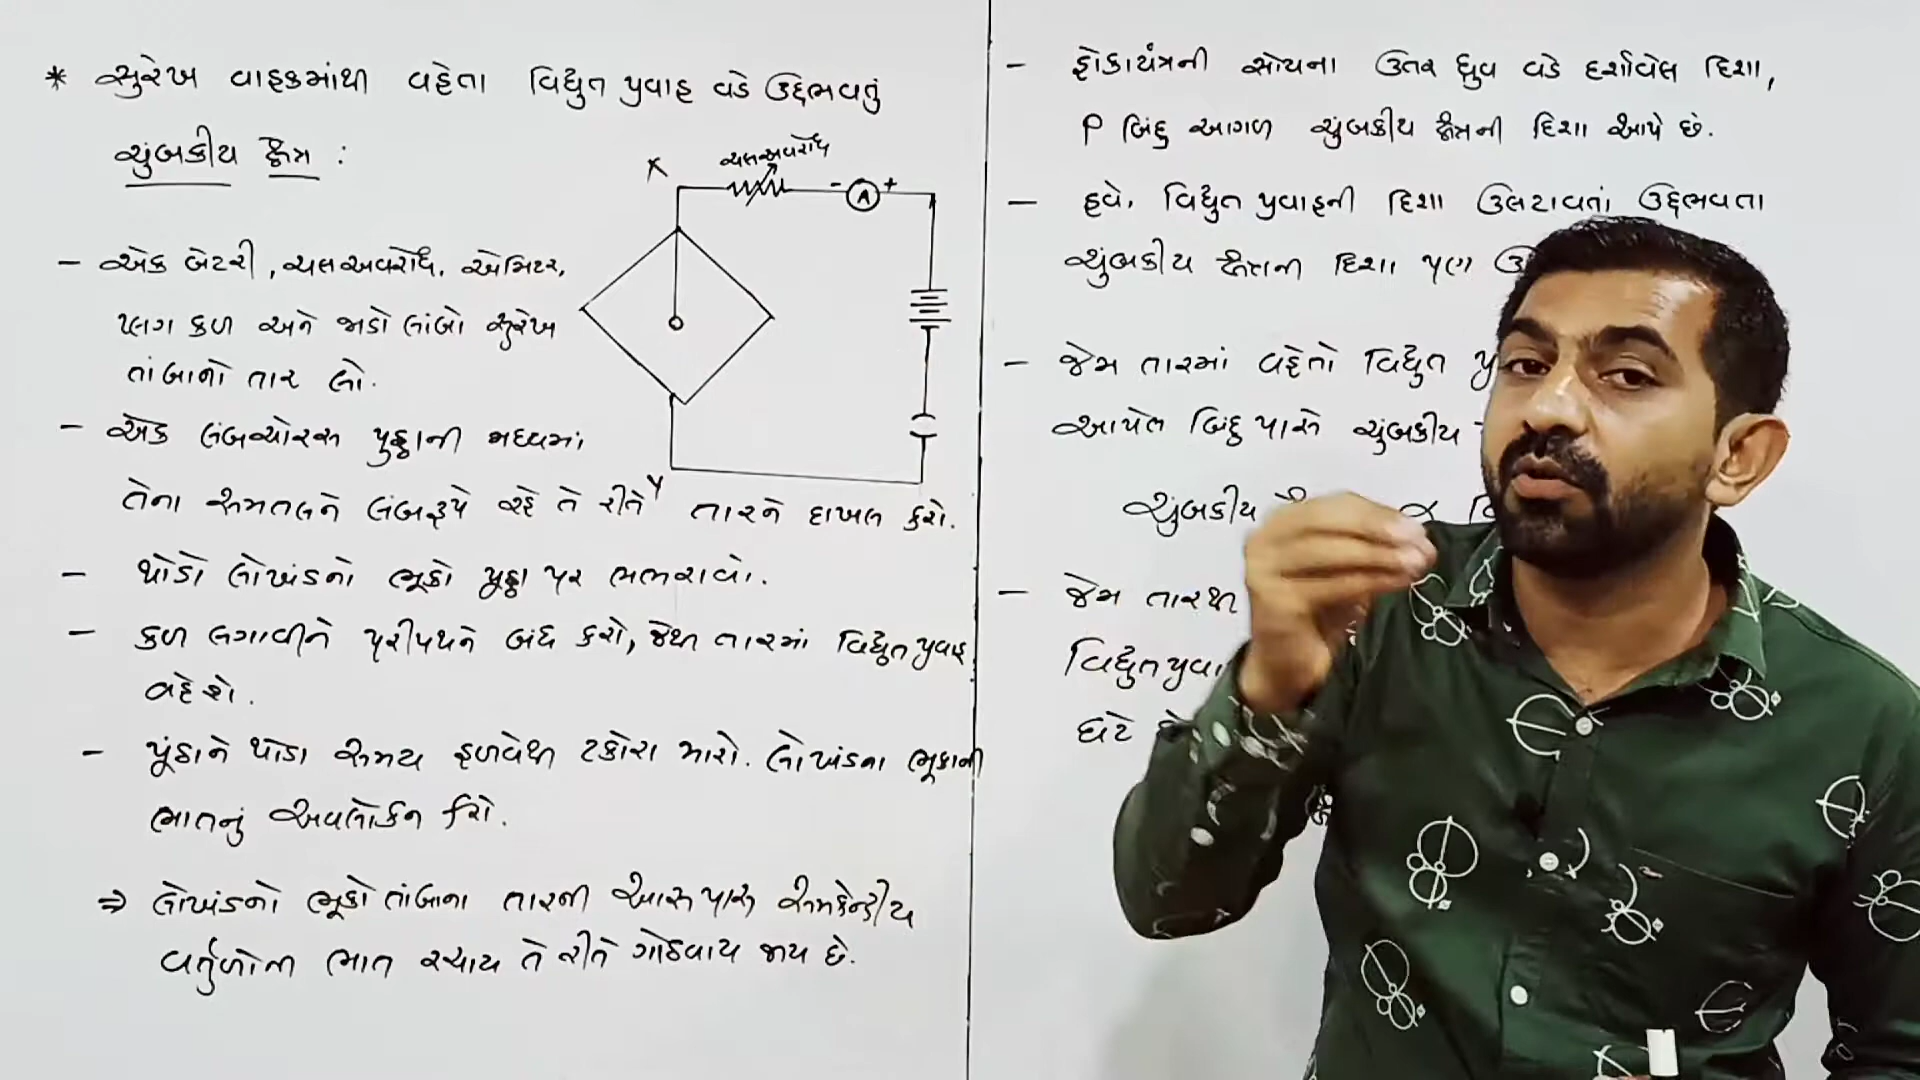 * સુરેખ વાહકમાંથી વહેતા વિદ્યુત પ્રવાહ વડે ઉદ્દભવતું
ચુંબકીય ક્ષેત્ર :
X
ચલઅવરોધ
- A +
Y
- એક બેટરી, ચલઅવરોધ, એમિટર,
પ્લગ કળ અને જાડો લાંબો સુરેખ
તાંબાનો તાર લો.
- એક લંબચોરસ પુઠ્ઠાની મધ્યમાં
તેના સમતલને લંબરૂપે રહે તે રીતે તારને દાખલ કરો.
- થોડો લોખંડનો ભૂકો પુઠ્ઠા પર ભભરાવો.
- કળ લગાવીને પરીપથને બંધ કરો, જેથી તારમાં વિદ્યુતપ્રવાહ
વહેશે.
- પૂંઠાને થોડા સમય હળવેથી ટકોરા મારો. લોખંડના ભૂકાની
ભાતનું અવલોકન કરો.
⇒ લોખંડનો ભૂકો તાંબાના તારની આસપાસ સમકેન્દ્રીય
વર્તુળોની ભાત રચાય તે રીતે ગોઠવાય જાય છે.
- હોકાયંત્રની સોયના ઉતર ધ્રુવ વડે દર્શાવેલ દિશા,
P બિંદુ આગળ ચુંબકીય ક્ષેત્રની દિશા આપે છે.
- હવે, વિદ્યુત પ્રવાહની દિશા ઉલટાવતાં ઉદ્દભવતા
ચુંબકીય ક્ષેત્રની દિશા પણ
- જેમ તારમાં વહેતો વિદ્યુત
આપેલ બિંદુ પાસે ચુંબકીય
ચુંબકીય ∝
- જેમ તારથી
વિદ્યુતપ્રવા
ઘટે છે